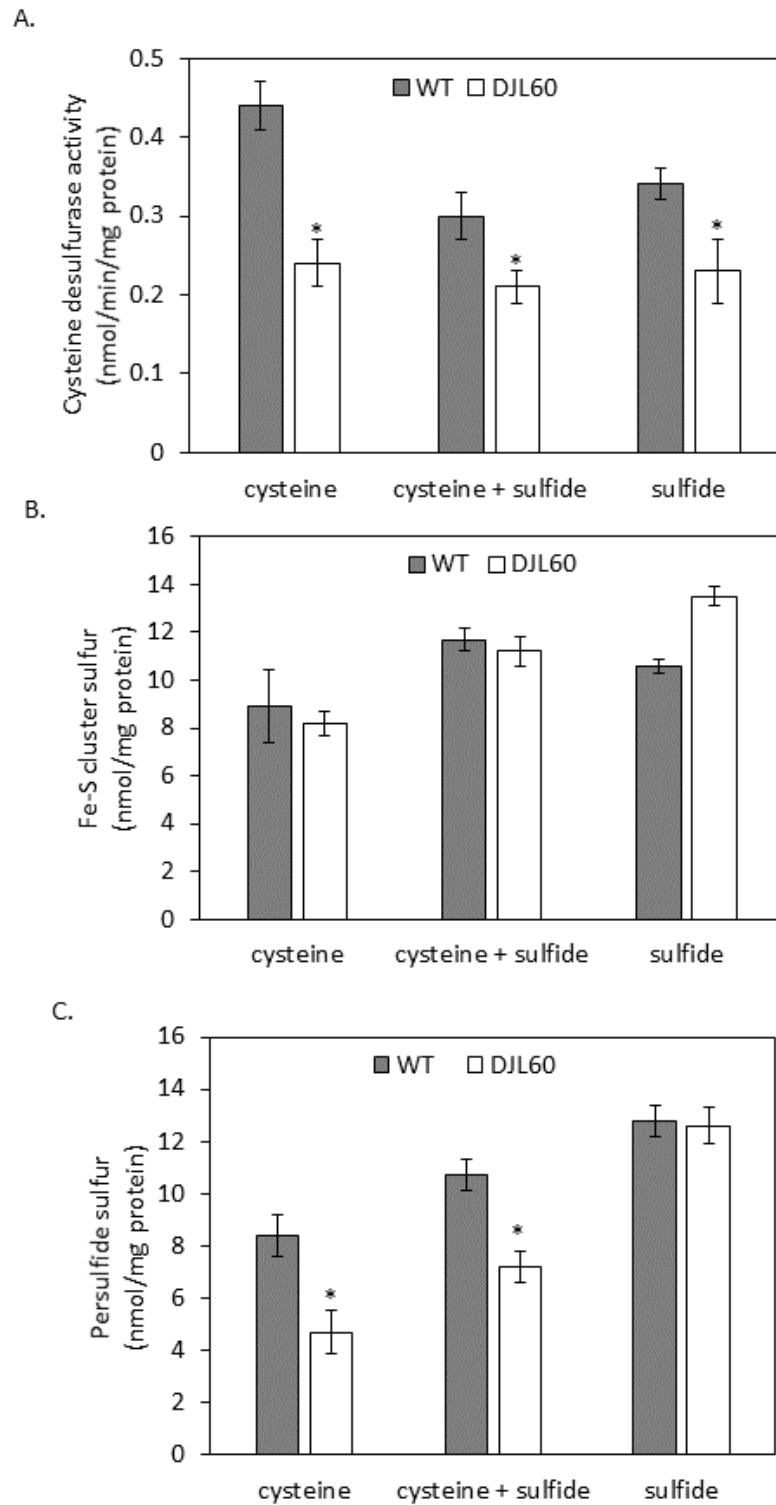 A.
Cysteine desulfurase activity
(nmol/min/mg protein)
0.5
0.4
0.3
0.2
0.1
0
WT DJL60
*
*
*
cysteine cysteine + sulfide sulfide
B.
Fe-S cluster sulfur
(nmol/mg protein)
16
14
12
10
8
6
4
2
0
WT DJL60
cysteine cysteine + sulfide sulfide
C.
Persulfide sulfur
(nmol/mg protein)
16
14
12
10
8
6
4
2
0
WT DJL60
*
*
cysteine cysteine + sulfide sulfide